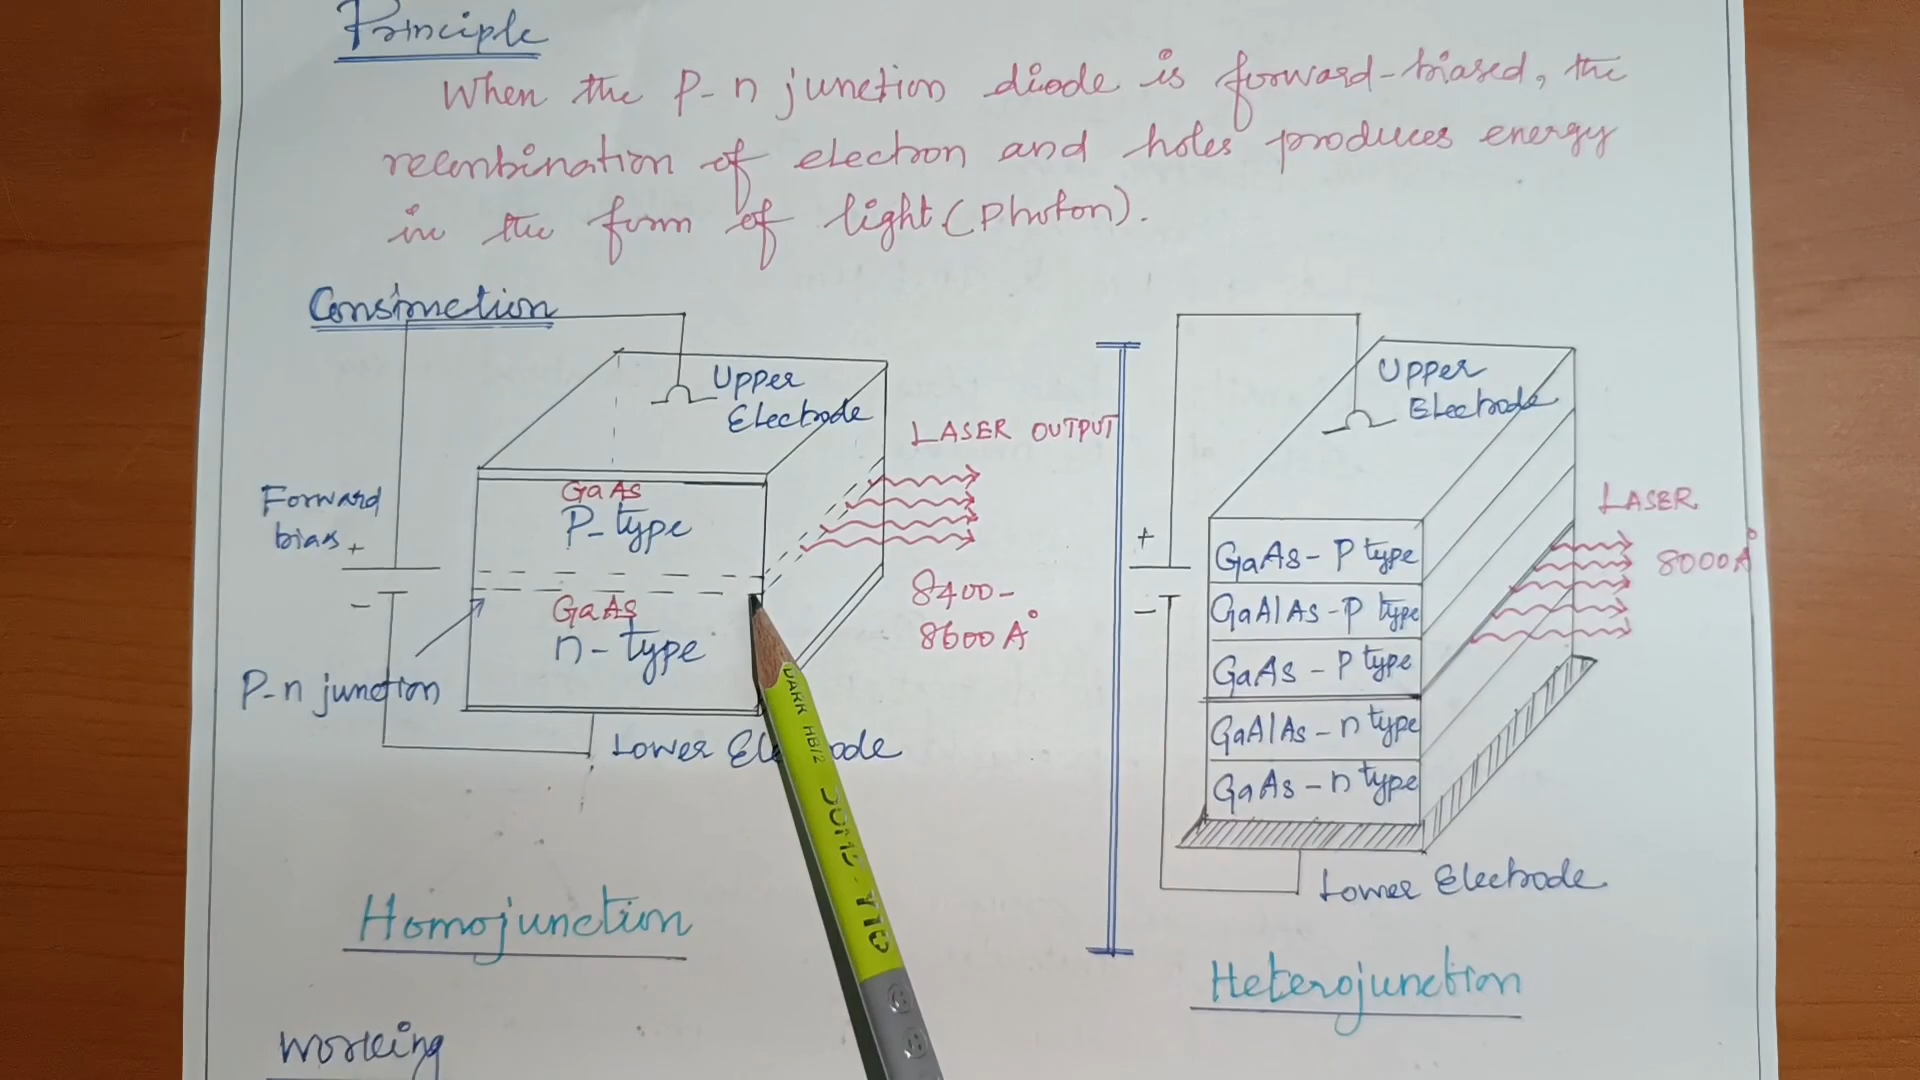 Principle
When the P-n junction diode is forward-biased, the
recombination of electron and holes produces energy
in the form of light (Photon).
Construction
Upper
Electrode
LASER OUTPUT
Forward
bias +
-
GaAs
P-type
GaAs
n-type
P-n junction
8400-
8600 A°
Lower Electrode
Homojunction
Upper
Electrode
+
-
GaAs - P type
GaAlAs - P type
GaAs - P type
GaAlAs - n type
GaAs - n type
LASER
8000A°
Lower Electrode
Heterojunction
Working
DARK HB/2
DOMS
Y10